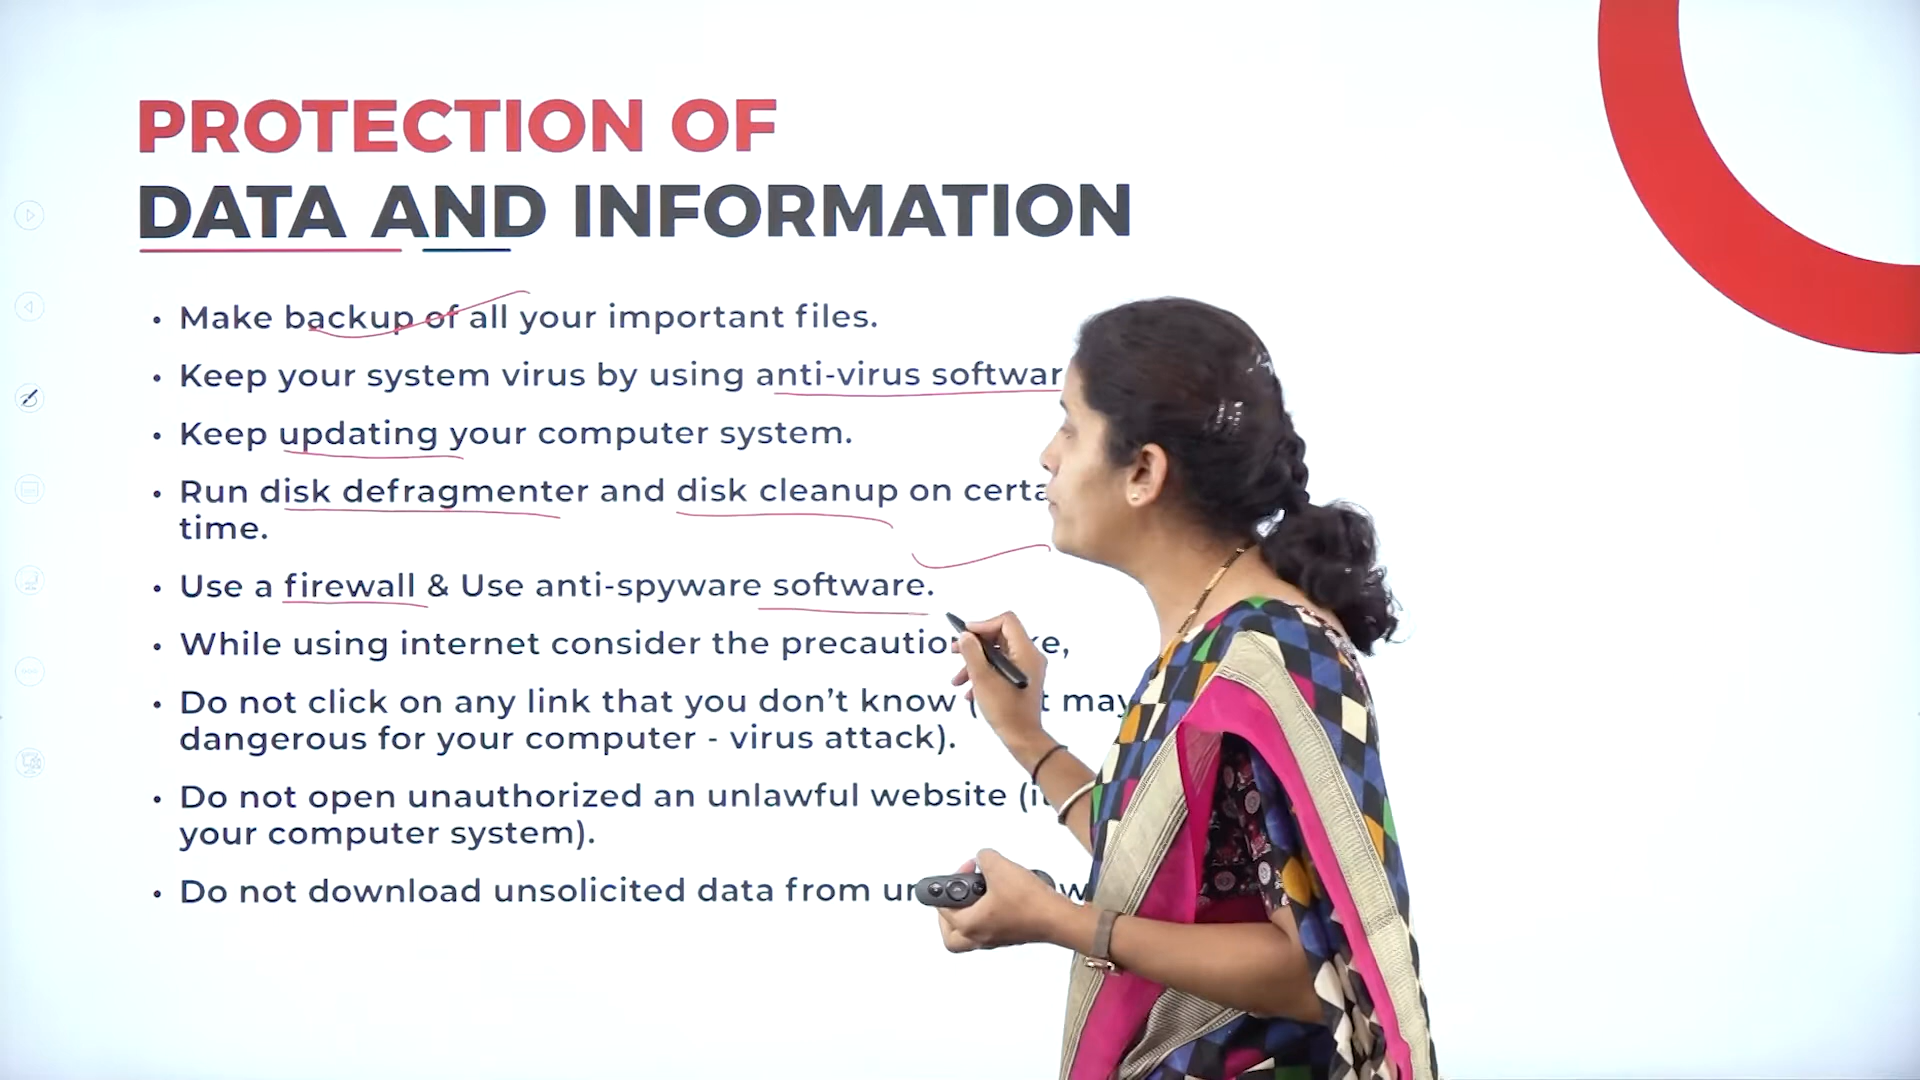 PROTECTION OF
DATA AND INFORMATION
• Make backup of all your important files.
• Keep your system virus by using anti-virus
• Keep updating your computer system.
• Run disk defragmenter and disk cleanup on
time.
• Use a firewall & Use anti-spyware software.
• While using internet consider the
• Do not click on any link that you don't know ( may
dangerous for your computer - virus attack).
• Do not open unauthorized an unlawful website
your computer system).
• Do not download unsolicited data from